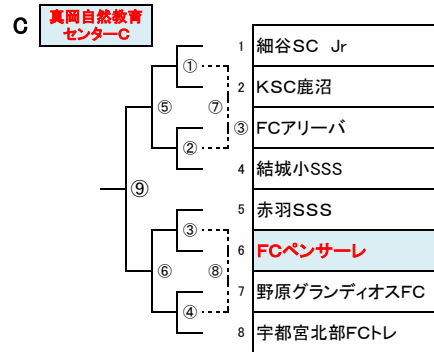 C
真岡自然教育
センターC
1 細谷SC Jr
①
2 KSC鹿沼
⑤ ⑦
③ FCアリーバ
②
4 結城小SSS
⑨
5 赤羽SSS
③
6 FCペンサーレ
⑥ ⑧
7 野原グランディオスFC
④
8 宇都宮北部FCトレ